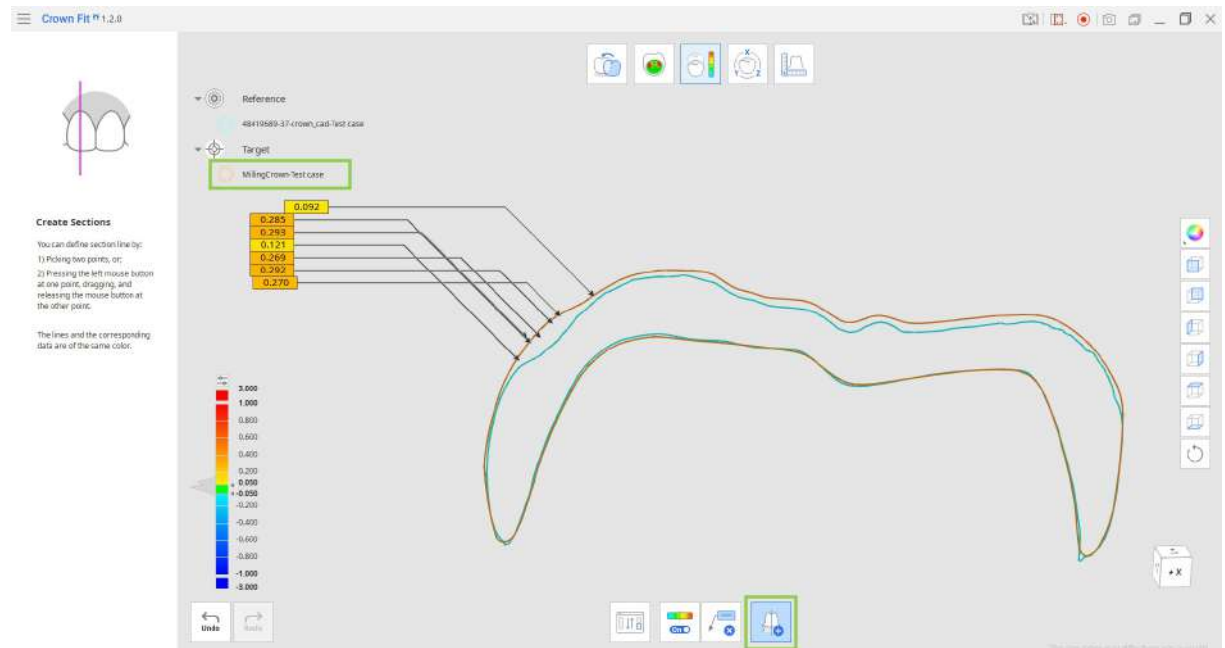 Crown Fit 1.2.0
Create Sections
You can define section line by:
1) Picking two points, or;
2) Pressing the left mouse button
at one point, dragging, and
releasing the mouse button at
the other point.
The lines and the corresponding
data are of the same color.
Reference
48419689-37-crown_cad-Test case
Target
MillingCrown-Test case
0.092
0.285
0.293
0.121
0.269
0.292
0.270
3.000
1.000
0.800
0.600
0.400
0.200
0.050
-0.050
-0.200
-0.400
-0.600
-0.800
-1.000
-3.000
Undo
Redo
On
X
Y
Z
+ X